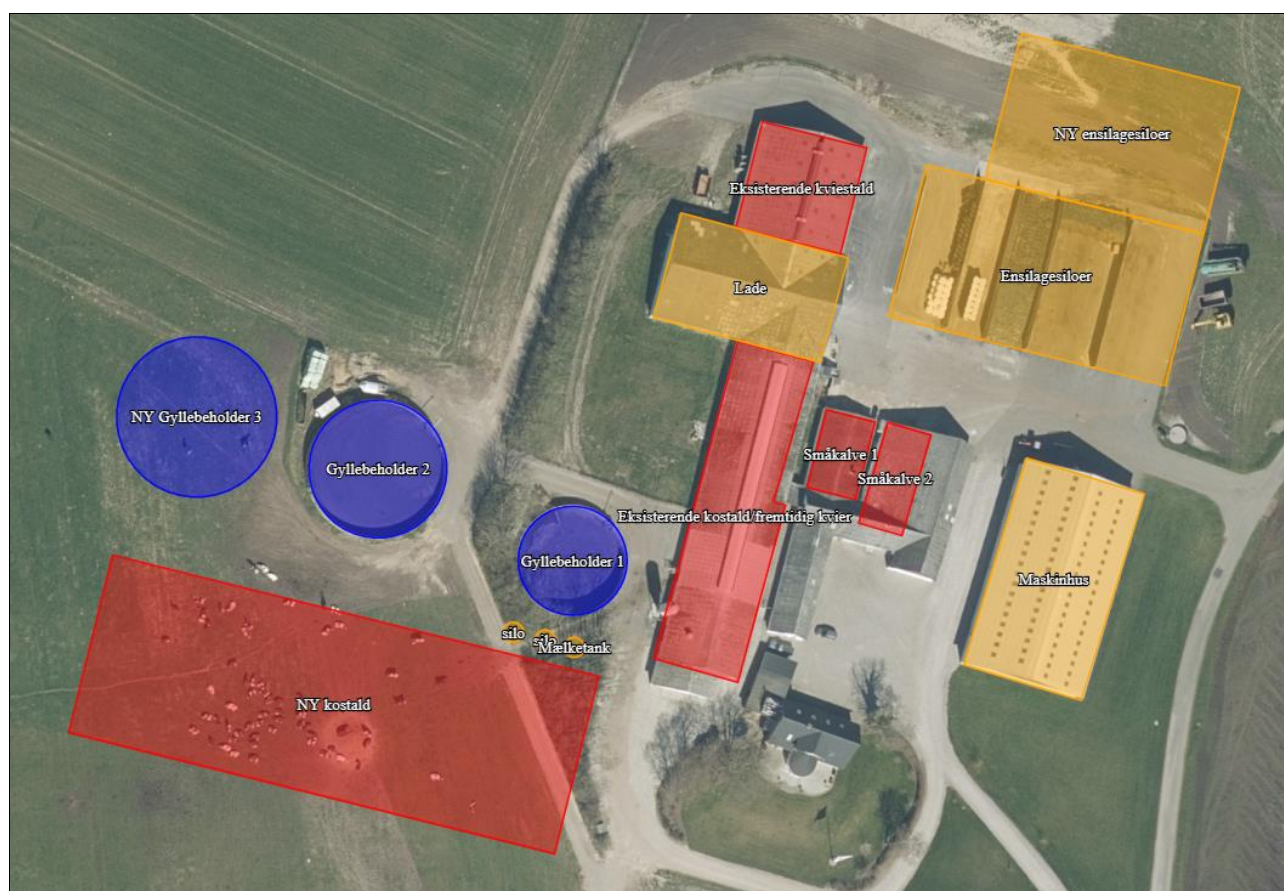 NY ensilagesiloer
Eksisterende kviestald
Ensilagesiloer
Lade
NY Gyllebeholder 3
Gyllebeholder 2
Småkalve 1
Småkalve 2
Eksisterende kostald/fremtidig kvier
Gyllebeholder 1
Maskinhus
silo
silo
Mælketank
NY kostald